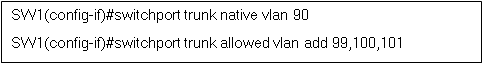 SW1(config-if)#switchport trunk native vlan 90
SW1(config-if)#switchport trunk allowed vlan add 99,100,101